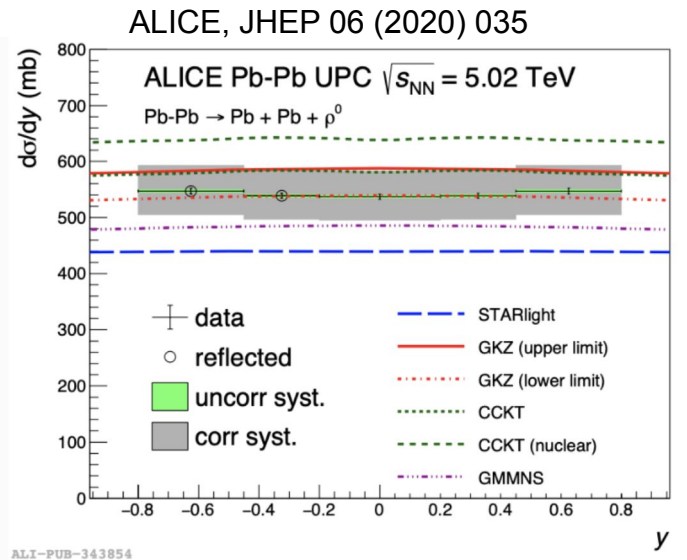 ALICE, JHEP 06 (2020) 035
dσ/dy (mb)
800
700
600
500
400
300
200
100
0
ALICE Pb-Pb UPC √s_NN = 5.02 TeV
Pb-Pb → Pb + Pb + ρ⁰
data
reflected
uncorr syst.
corr syst.
STARlight
GKZ (upper limit)
GKZ (lower limit)
CCKT
CCKT (nuclear)
GMMNS
−0.8 −0.6 −0.4 −0.2 0 0.2 0.4 0.6 0.8
y
ALI-PUB-343854